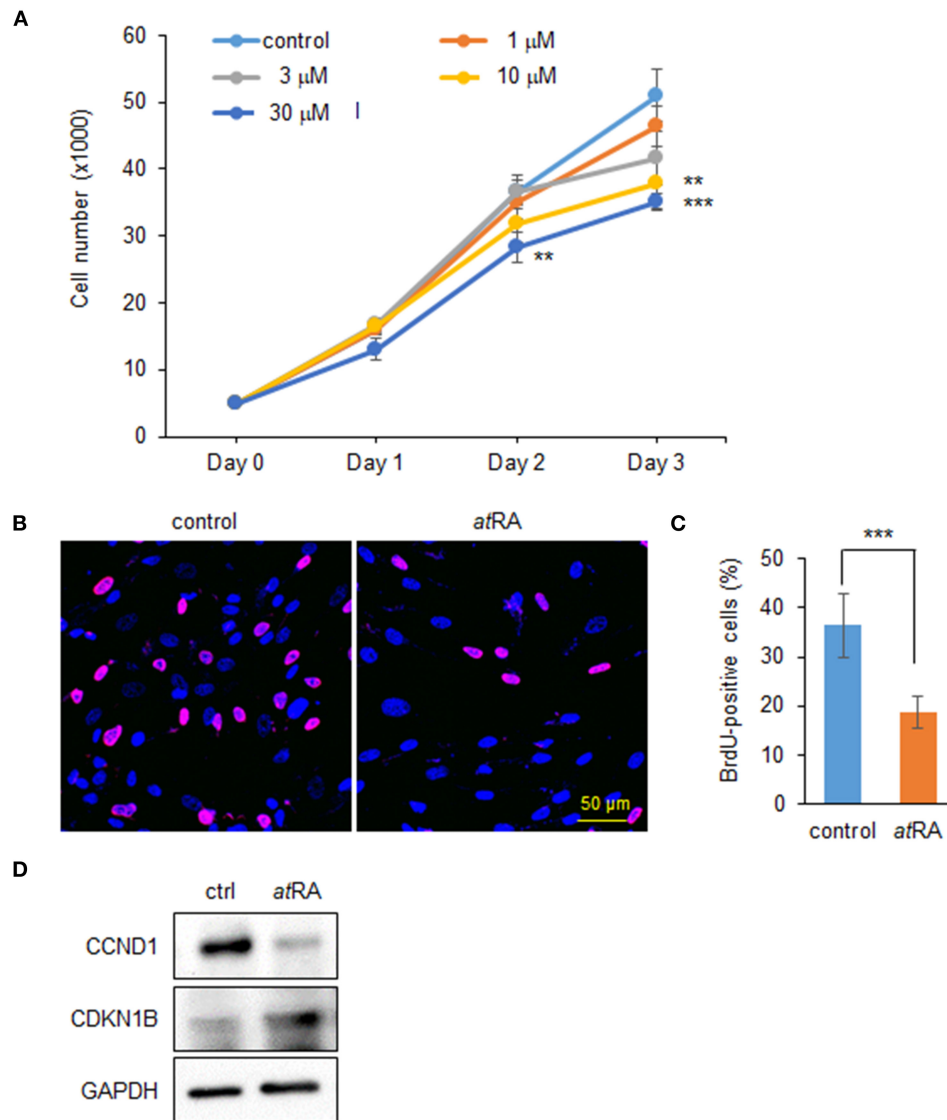 A
control
1 μM
3 μM
10 μM
30 μM
Cell number (x1000)
60
50
40
30
20
10
0
**
***
**
Day 0 Day 1 Day 2 Day 3
B
control
atRA
50 μm
C
***
BrdU-positive cells (%)
50
40
30
20
10
0
control atRA
D
ctrl atRA
CCND1
CDKN1B
GAPDH